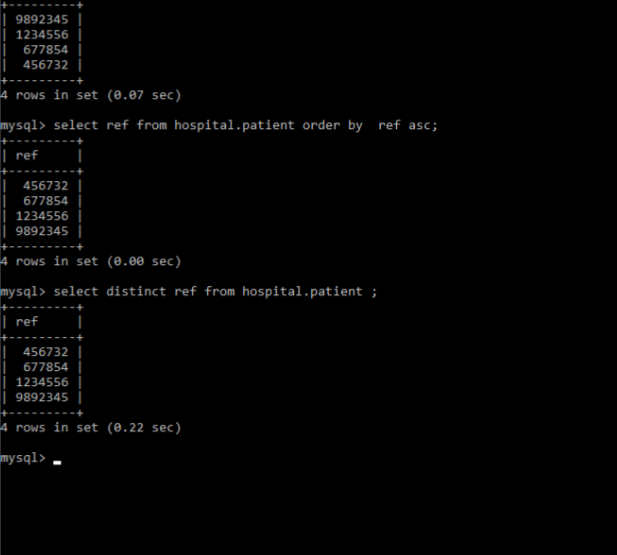 +---------+
| 9892345 |
| 1234556 |
|  677854 |
|  456732 |
+---------+
4 rows in set (0.07 sec)
mysql> select ref from hospital.patient order by  ref asc;
+---------+
| ref     |
+---------+
|  456732 |
|  677854 |
| 1234556 |
| 9892345 |
+---------+
4 rows in set (0.00 sec)
mysql> select distinct ref from hospital.patient ;
+---------+
| ref     |
+---------+
|  456732 |
|  677854 |
| 1234556 |
| 9892345 |
+---------+
4 rows in set (0.22 sec)
mysql> _